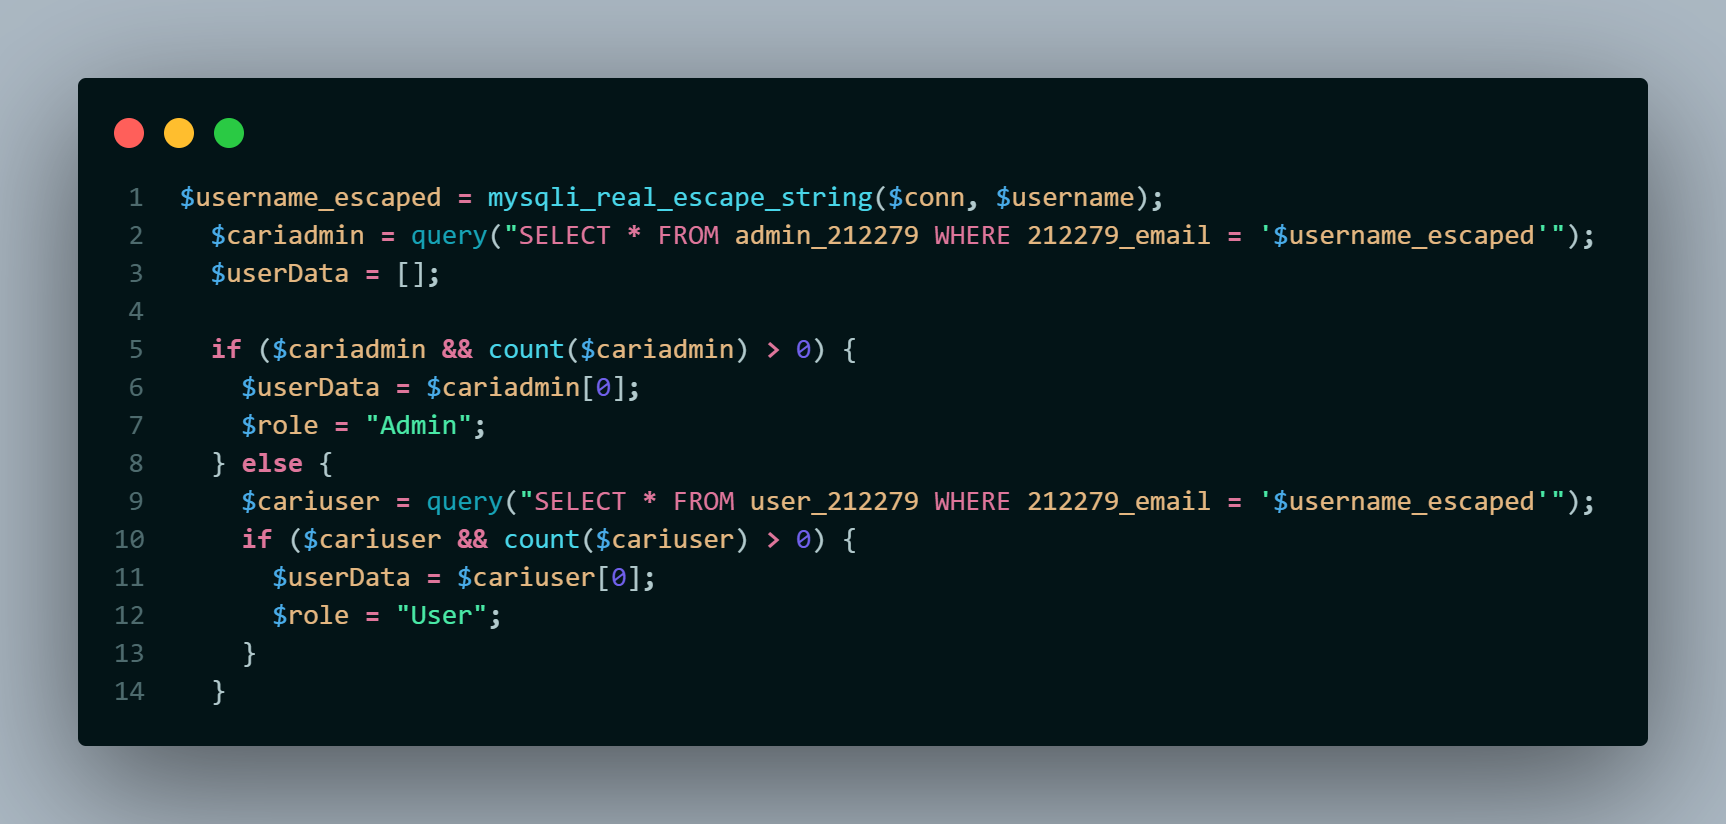 1 $username_escaped = mysqli_real_escape_string($conn, $username);
2   $cariadmin = query("SELECT * FROM admin_212279 WHERE 212279_email = '$username_escaped'");
3   $userData = [];
4
5   if ($cariadmin && count($cariadmin) > 0) {
6     $userData = $cariadmin[0];
7     $role = "Admin";
8   } else {
9     $cariuser = query("SELECT * FROM user_212279 WHERE 212279_email = '$username_escaped'");
10     if ($cariuser && count($cariuser) > 0) {
11       $userData = $cariuser[0];
12       $role = "User";
13     }
14   }